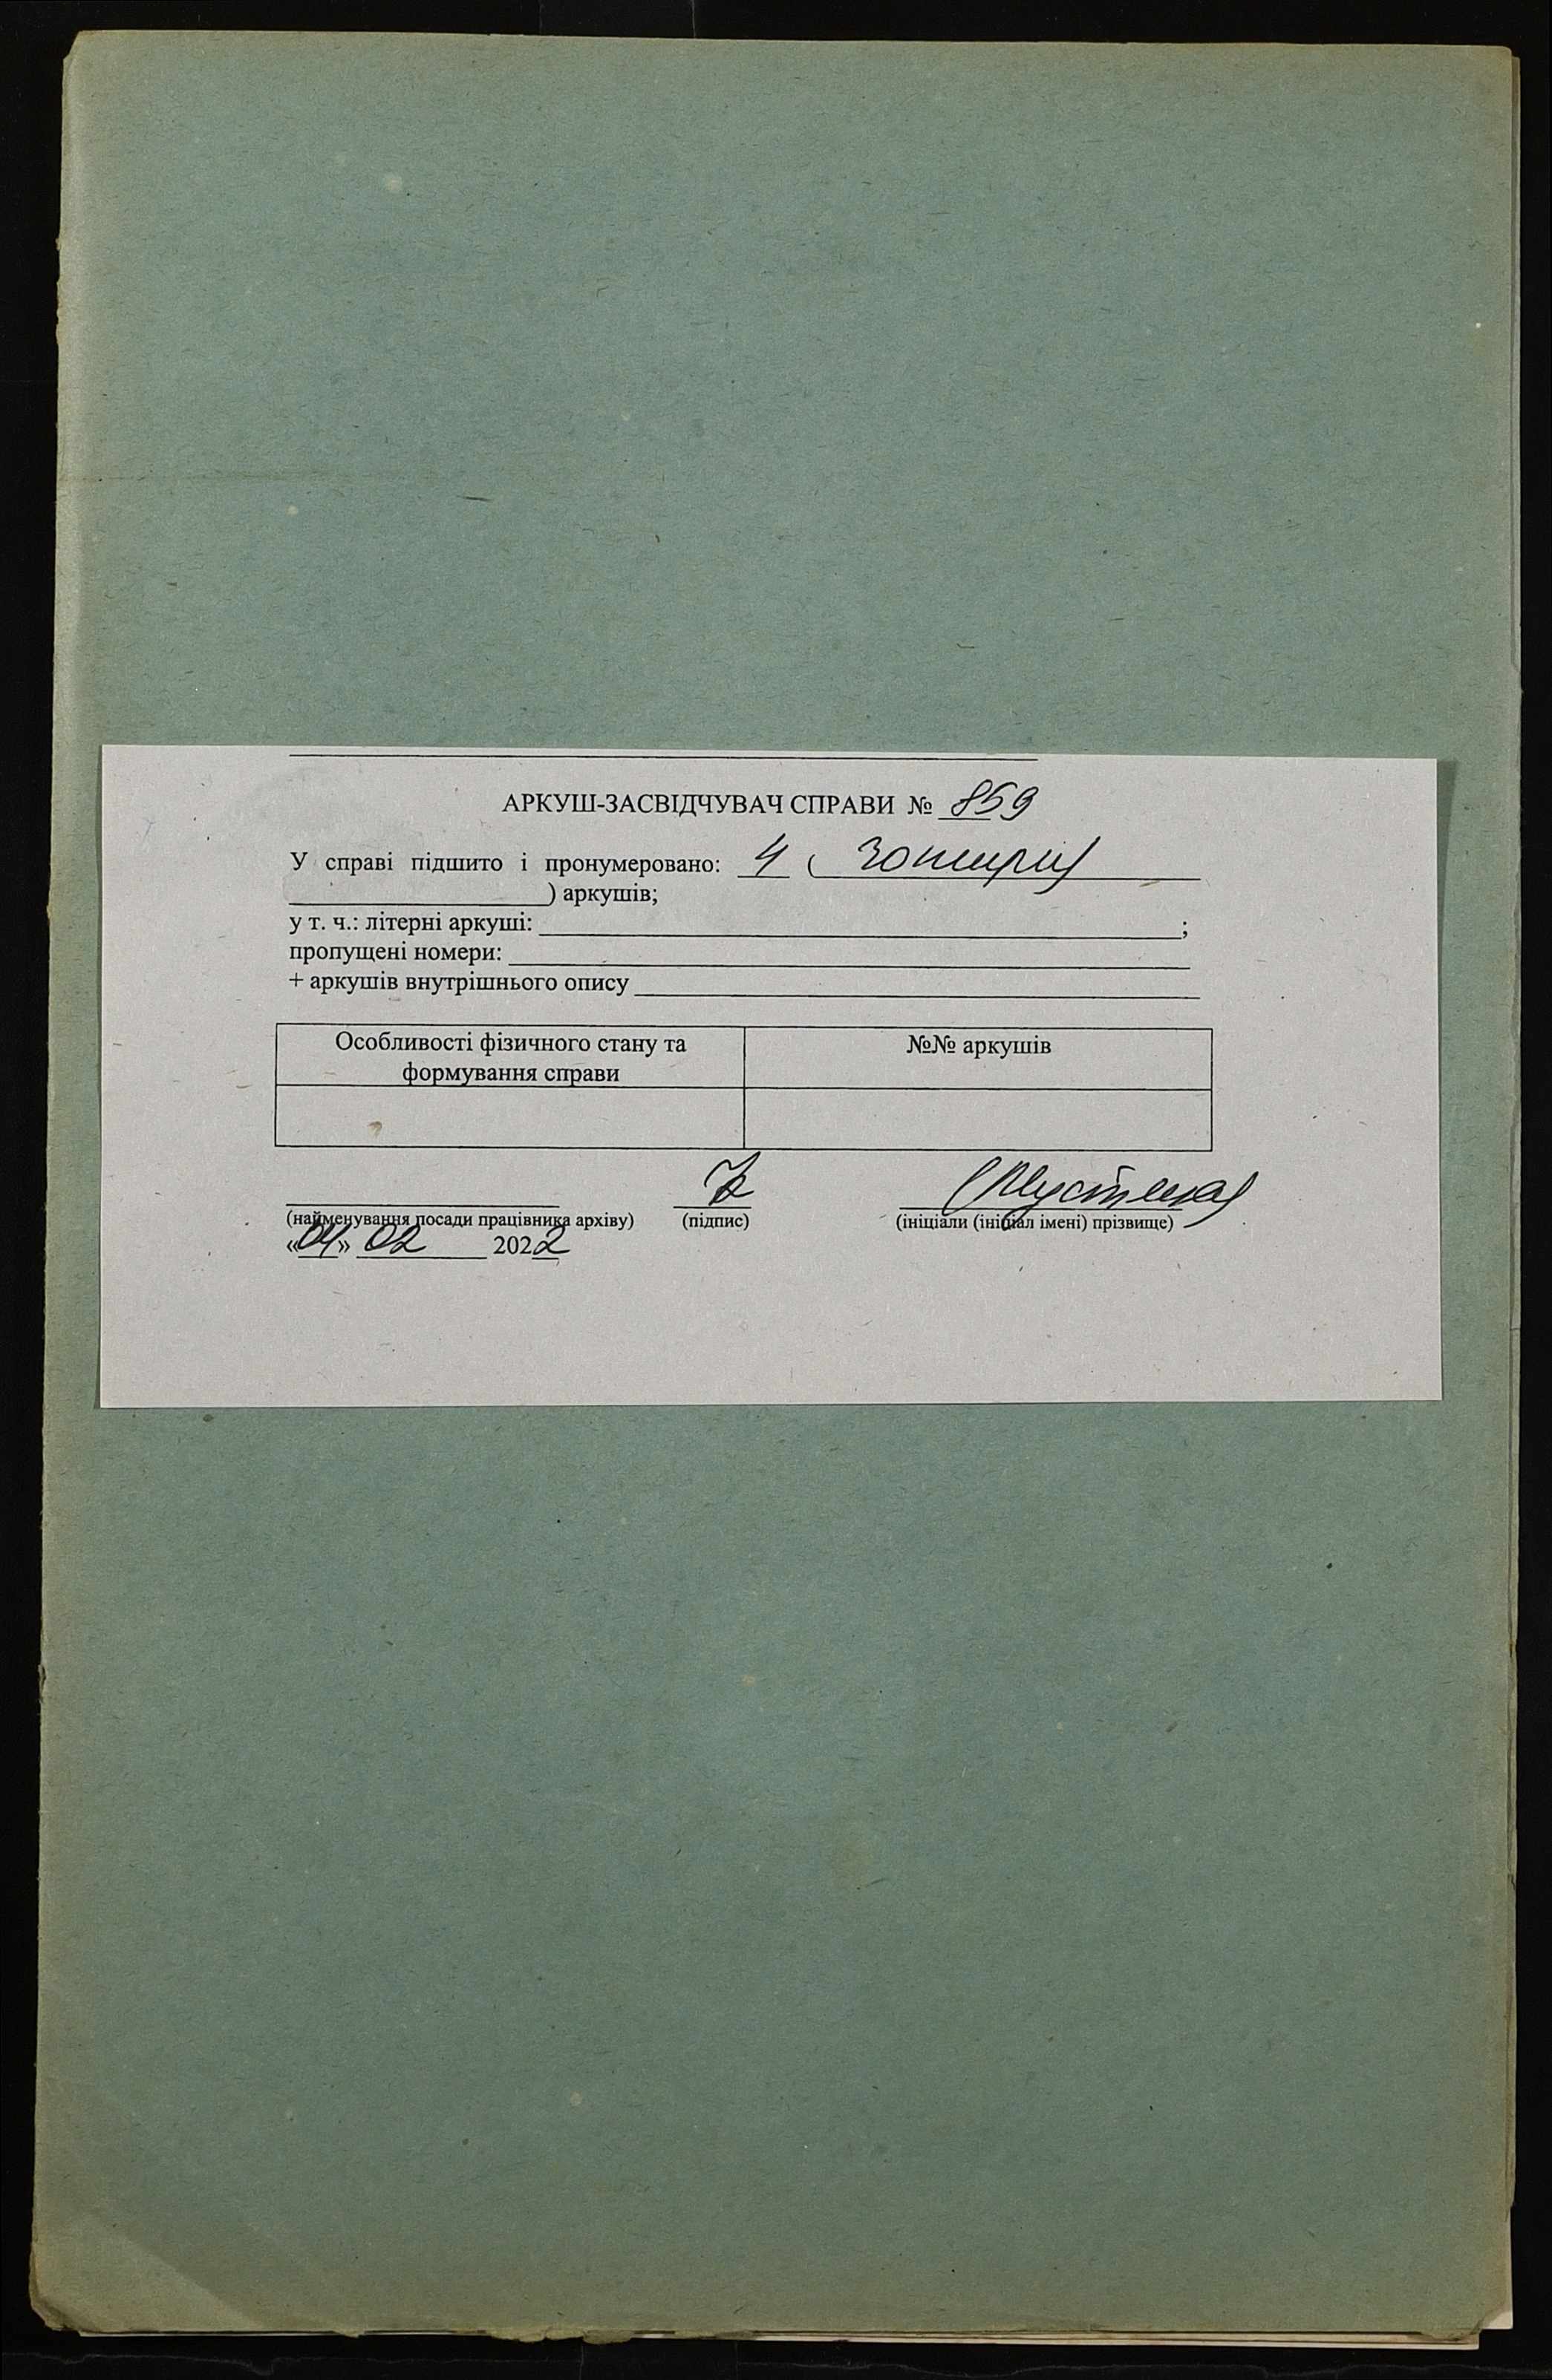 АРКУШ-ЗАСВІДЧУВАЧ СПРАВИ № 859
У справі підшито і пронумеровано: 4 (
) аркушів;
у т. ч.: літерні аркуші: ;
пропущені номери:
+ аркушів внутрішнього опису
Особливості фізичного стану та формування справи
№№ аркушів
(найменування посади працівника архіву) (підпис) (ініціали (ініціал імені) прізвище)
«04» 02 2022